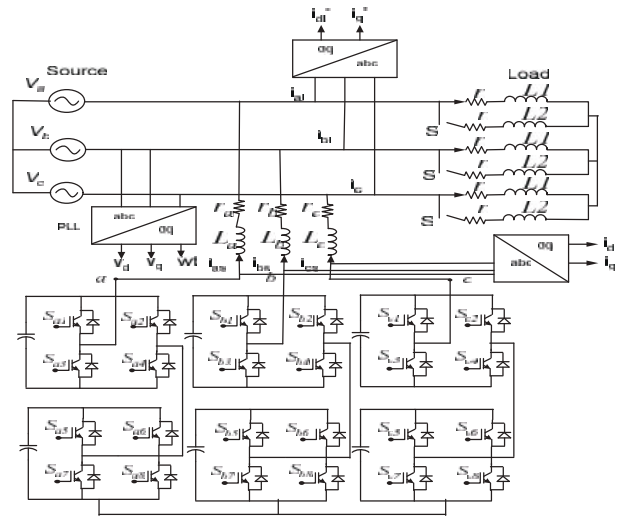 i_dl* i_q*
dq
abc
Source
Load
V_a
i_al
r L1
S r L2
V_b
i_bl
r L1
S r L2
V_c
i_c
r L1
S r L2
PLL
abc
dq
r_a r_b r_c
L_a L_b L_c
v_d v_q wt
i_as i_bs i_cs
dq
abc
i_d
i_q
a b c
S_a1 S_a2 S_b1 S_b2 S_c1 S_c2
S_a3 S_a4 S_b3 S_b4 S_c3 S_c4
S_a5 S_a6 S_b5 S_b6 S_c5 S_c6
S_a7 S_a8 S_b7 S_b8 S_c7 S_c8